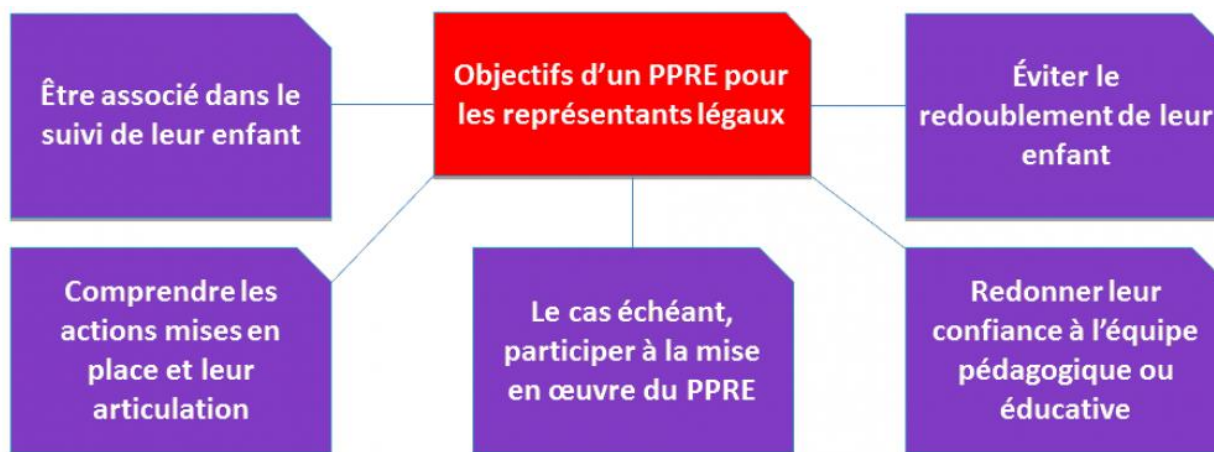 Être associé dans le
suivi de leur enfant
Objectifs d’un PPRE pour
les représentants légaux
Éviter le
redoublement de leur
enfant
Comprendre les
actions mises en
place et leur
articulation
Le cas échéant,
participer à la mise
en œuvre du PPRE
Redonner leur
confiance à l’équipe
pédagogique ou
éducative